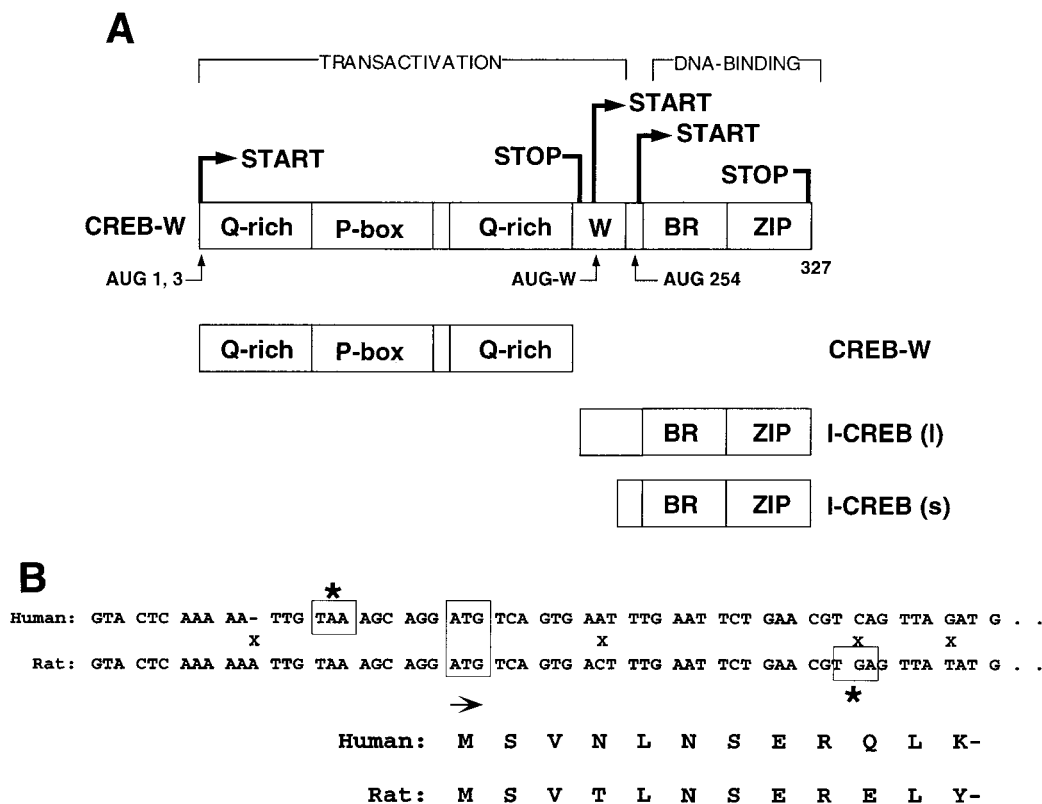 A
TRANSACTIVATION
DNA-BINDING
START
START
START
STOP
STOP
CREB-W
Q-rich
P-box
Q-rich
W
BR
ZIP
AUG 1, 3
AUG-W
AUG 254
327
Q-rich
P-box
Q-rich
CREB-W
BR
ZIP
I-CREB (l)
BR
ZIP
I-CREB (s)
B
*
Human: GTA CTC AAA AA- TTG TAA AGC AGG ATG TCA GTG AAT TTG AAT TCT GAA CGT CAG TTA GAT G . .
x x x x
Rat: GTA CTC AAA AAA TTG TAA AGC AGG ATG TCA GTG ACT TTG AAT TCT GAA CGT GAG TTA TAT G . .
*
Human: M S V N L N S E R Q L K-
Rat: M S V T L N S E R E L Y-